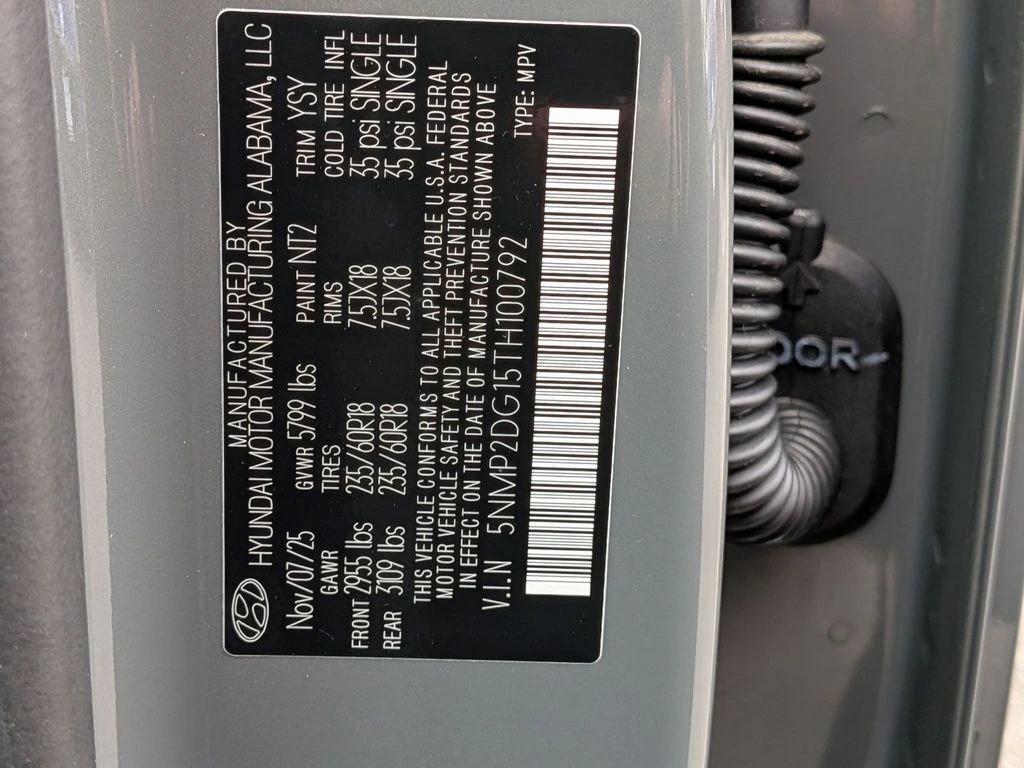 MANUFACTURED BY
HYUNDAI MOTOR MANUFACTURING ALABAMA, LLC
Nov/07/25 GVWR 5799 lbs PAINT NT2 TRIM YSY
GAWR TIRES RIMS COLD TIRE INFL
FRONT 2955 lbs 235/60R18 7.5JX18 35 psi SINGLE
REAR 3109 lbs 235/60R18 7.5JX18 35 psi SINGLE
THIS VEHICLE CONFORMS TO ALL APPLICABLE U.S.A. FEDERAL
MOTOR VEHICLE SAFETY AND THEFT PREVENTION STANDARDS
IN EFFECT ON THE DATE OF MANUFACTURE SHOWN ABOVE
V.I.N 5NMP2DG15TH100792 TYPE: MPV